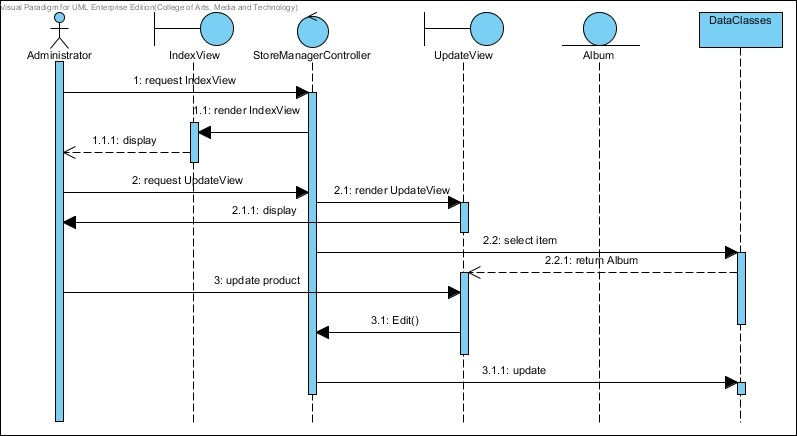 Visual Paradigm for UML Enterprise Edition(College of Arts, Media and Technology)
Administrator
IndexView
StoreManagerController
UpdateView
Album
DataClasses
1: request IndexView
1.1: render IndexView
1.1.1: display
2: request UpdateView
2.1: render UpdateView
2.1.1: display
2.2: select item
2.2.1: return Album
3: update product
3.1: Edit()
3.1.1: update